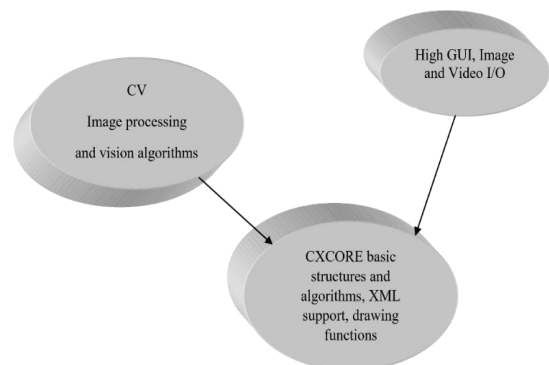 CV
Image processing
and vision algorithms
High GUI, Image
and Video I/O
CXCORE basic
structures and
algorithms, XML
support, drawing
functions